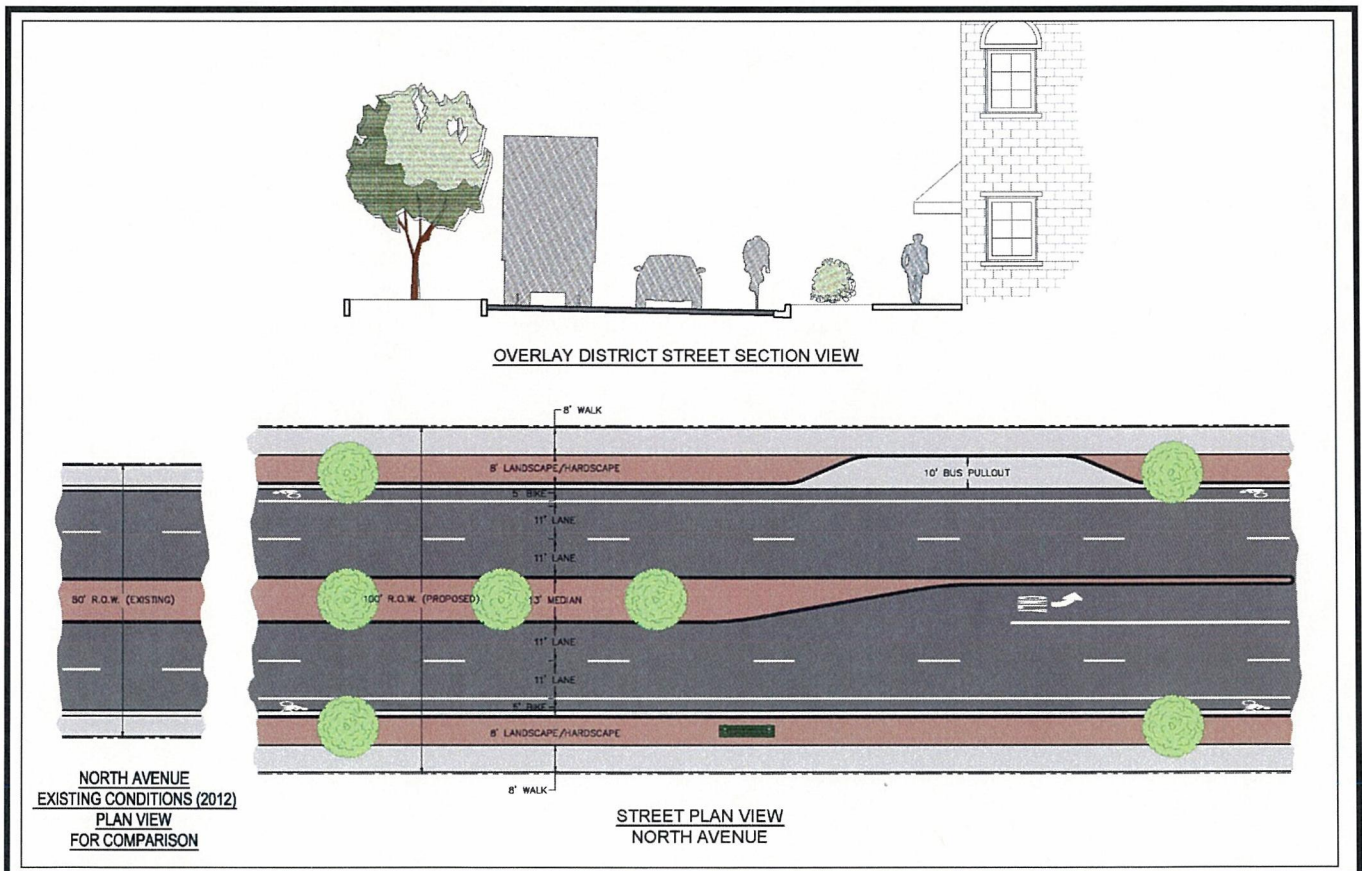 OVERLAY DISTRICT STREET SECTION VIEW
8' WALK
8' LANDSCAPE/HARDSCAPE
10' BUS PULLOUT
5' BIKE
11' LANE
11' LANE
80' R.O.W. (EXISTING)
100' R.O.W. (PROPOSED)
13' MEDIAN
11' LANE
11' LANE
5' BIKE
8' LANDSCAPE/HARDSCAPE
8' WALK
NORTH AVENUE
EXISTING CONDITIONS (2012)
PLAN VIEW
FOR COMPARISON
STREET PLAN VIEW
NORTH AVENUE